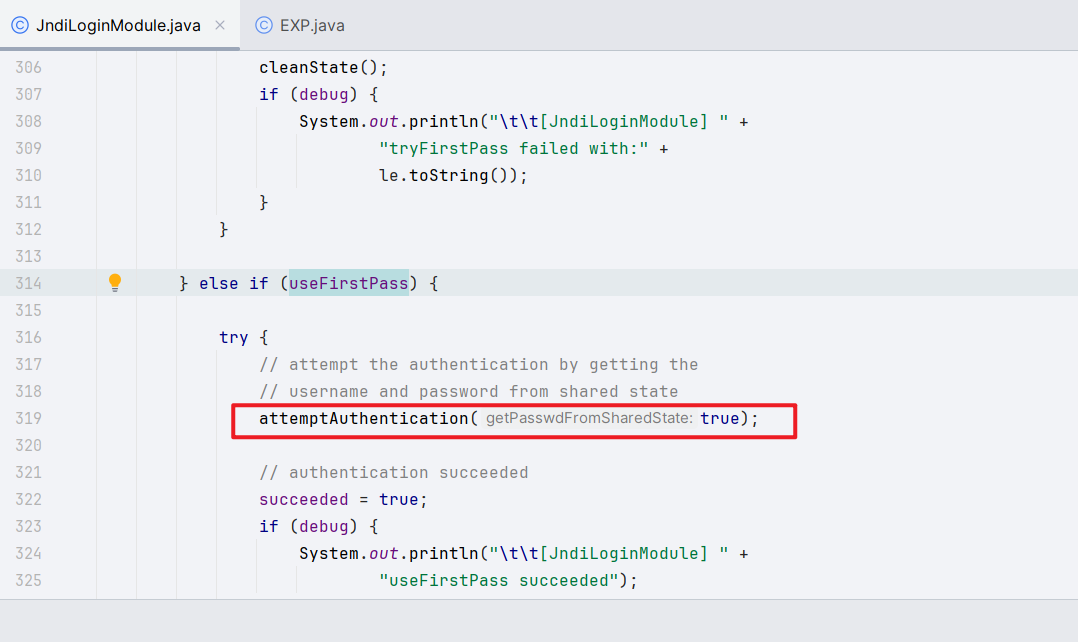 JndiLoginModule.java EXP.java
306 cleanState();
307 if (debug) {
308 System.out.println("\t\t[JndiLoginModule] " +
309 "tryFirstPass failed with:" +
310 le.toString());
311 }
312 }
313
314 } else if (useFirstPass) {
315
316 try {
317 // attempt the authentication by getting the
318 // username and password from shared state
319 attemptAuthentication( getPasswdFromSharedState: true);
320
321 // authentication succeeded
322 succeeded = true;
323 if (debug) {
324 System.out.println("\t\t[JndiLoginModule] " +
325 "useFirstPass succeeded");